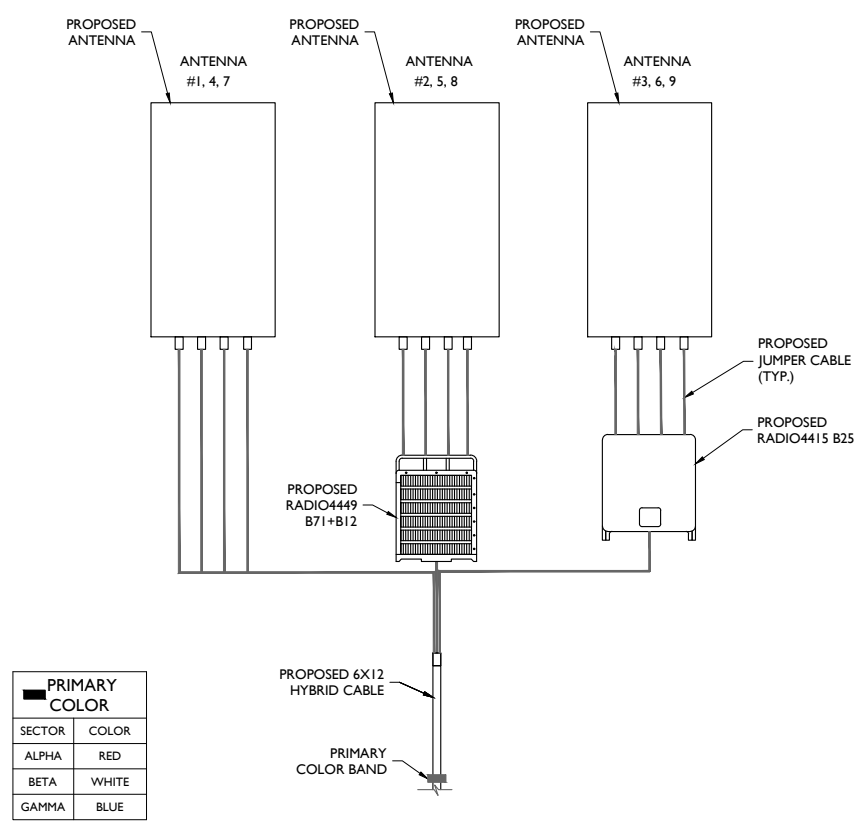 PROPOSED
ANTENNA
PROPOSED
ANTENNA
PROPOSED
ANTENNA
ANTENNA
#1, 4, 7
ANTENNA
#2, 5, 8
ANTENNA
#3, 6, 9
PROPOSED
JUMPER CABLE
(TYP.)
PROPOSED
RADIO4415 B25
PROPOSED
RADIO4449
B71+B12
PROPOSED 6X12
HYBRID CABLE
PRIMARY
COLOR BAND
PRIMARY
COLOR
SECTOR COLOR
ALPHA RED
BETA WHITE
GAMMA BLUE